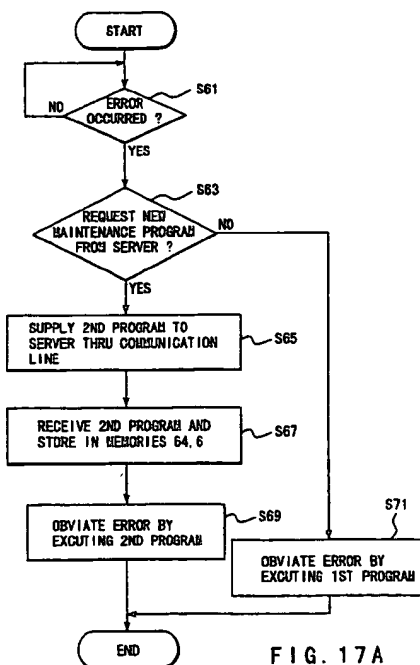 START
S61
ERROR
OCCURRED ?
NO
YES
S63
REQUEST NEW
MAINTENANCE PROGRAM
FROM SERVER ?
NO
YES
SUPPLY 2ND PROGRAM TO
SERVER THRU COMMUNICATION
LINE
S65
RECEIVE 2ND PROGRAM AND
STORE IN MEMORIES 64,6
S67
OBVIATE ERROR BY
EXCUTING 2ND PROGRAM
S69
S71
OBVIATE ERROR BY
EXCUTING 1ST PROGRAM
END
FIG. 17A